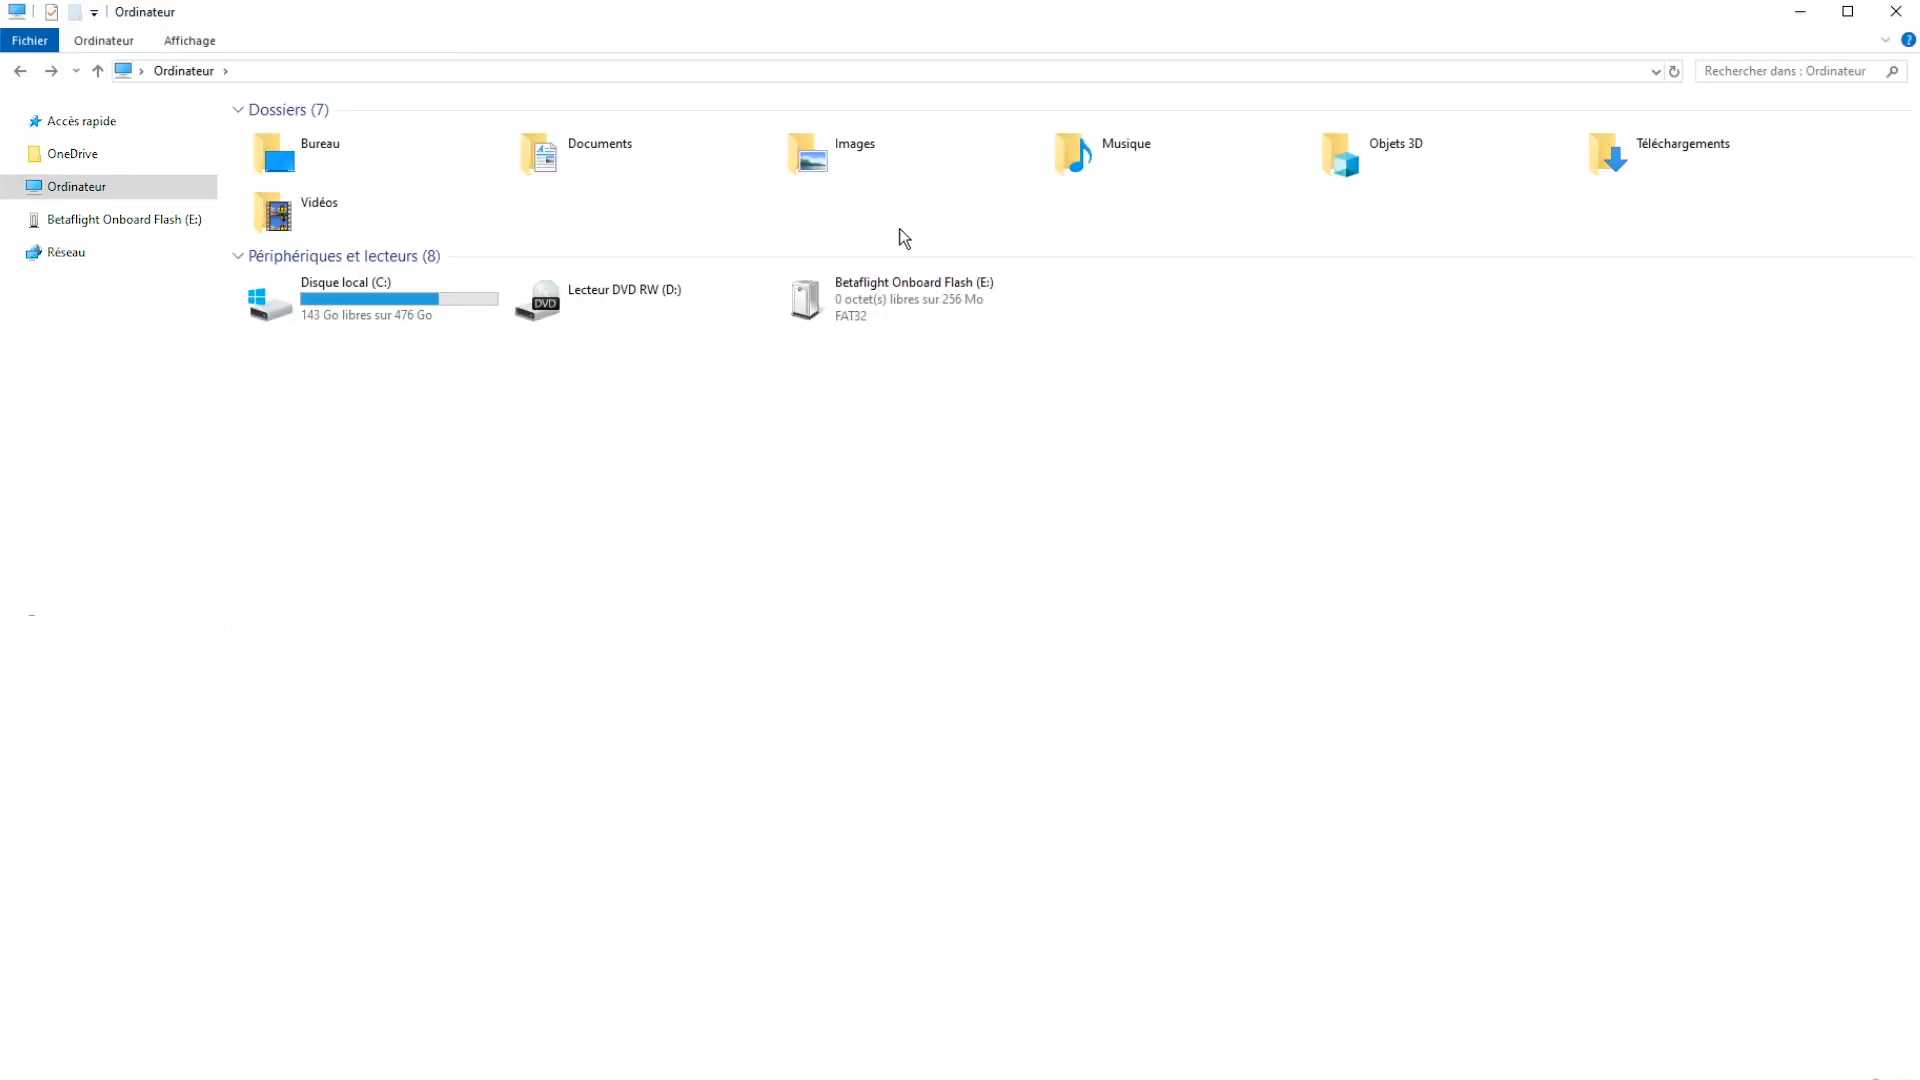 Ordinateur
Fichier Ordinateur Affichage
Ordinateur Rechercher dans : Ordinateur
Accès rapide
OneDrive
Ordinateur
Betaflight Onboard Flash (E:)
Réseau
Dossiers (7)
Bureau
Documents
Images
Musique
Objets 3D
Téléchargements
Vidéos
Périphériques et lecteurs (8)
Disque local (C:)
143 Go libres sur 476 Go
Lecteur DVD RW (D:)
DVD
Betaflight Onboard Flash (E:)
0 octet(s) libres sur 256 Mo
FAT32